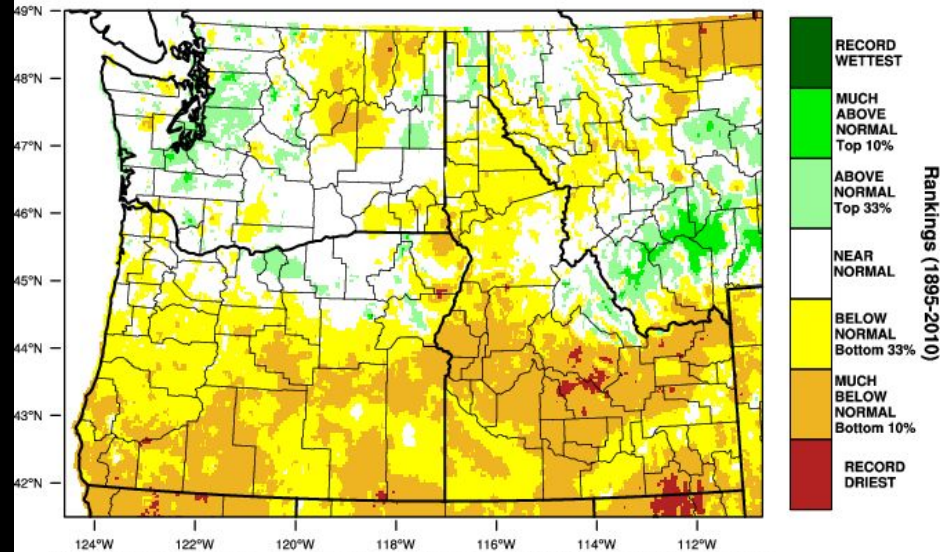 49°N
48°N
47°N
46°N
45°N
44°N
43°N
42°N
124°W 122°W 120°W 118°W 116°W 114°W 112°W
RECORD
WETTEST
MUCH
ABOVE
NORMAL
Top 10%
ABOVE
NORMAL
Top 33%
NEAR
NORMAL
BELOW
NORMAL
Bottom 33%
MUCH
BELOW
NORMAL
Bottom 10%
RECORD
DRIEST
Rankings (1895-2010)